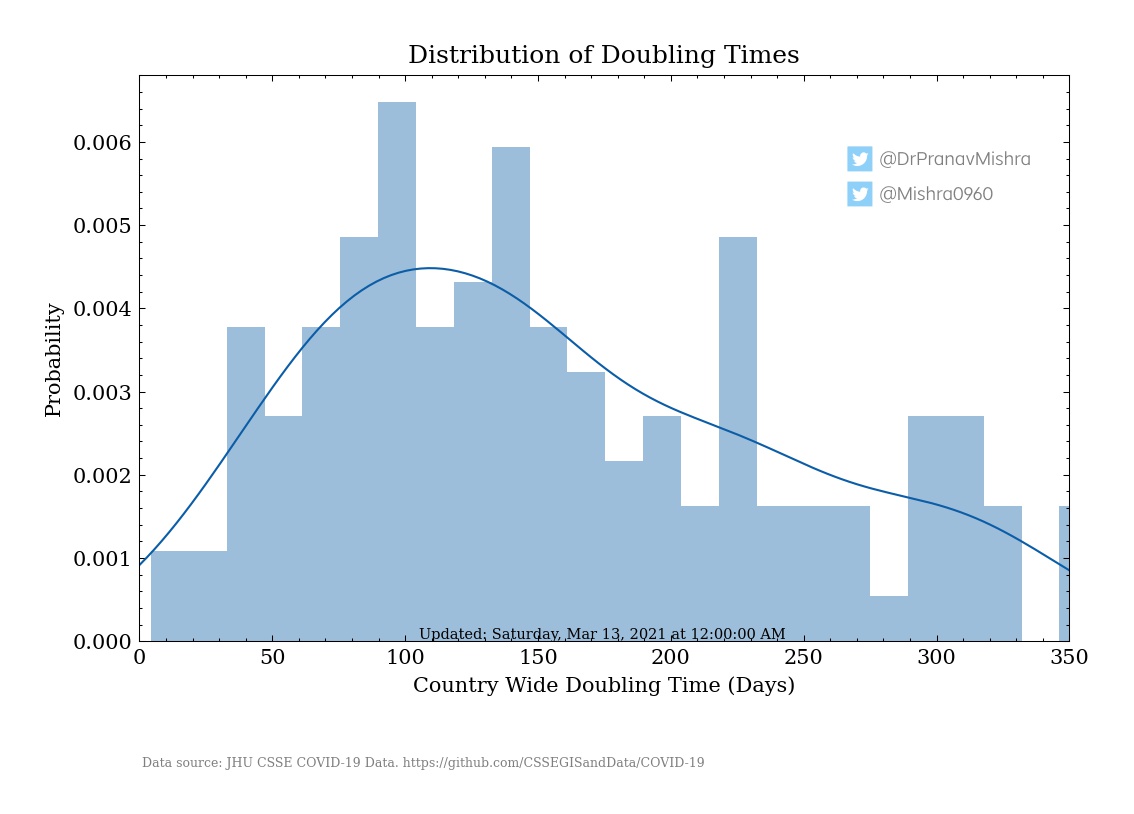 Distribution of Doubling Times
0.006
0.005
0.004
0.003
0.002
0.001
0.000
Probability
@DrPranavMishra
@Mishra0960
Updated: Saturday, Mar 13, 2021 at 12:00:00 AM
0 50 100 150 200 250 300 350
Country Wide Doubling Time (Days)
Data source: JHU CSSE COVID-19 Data. https://github.com/CSSEGISandData/COVID-19